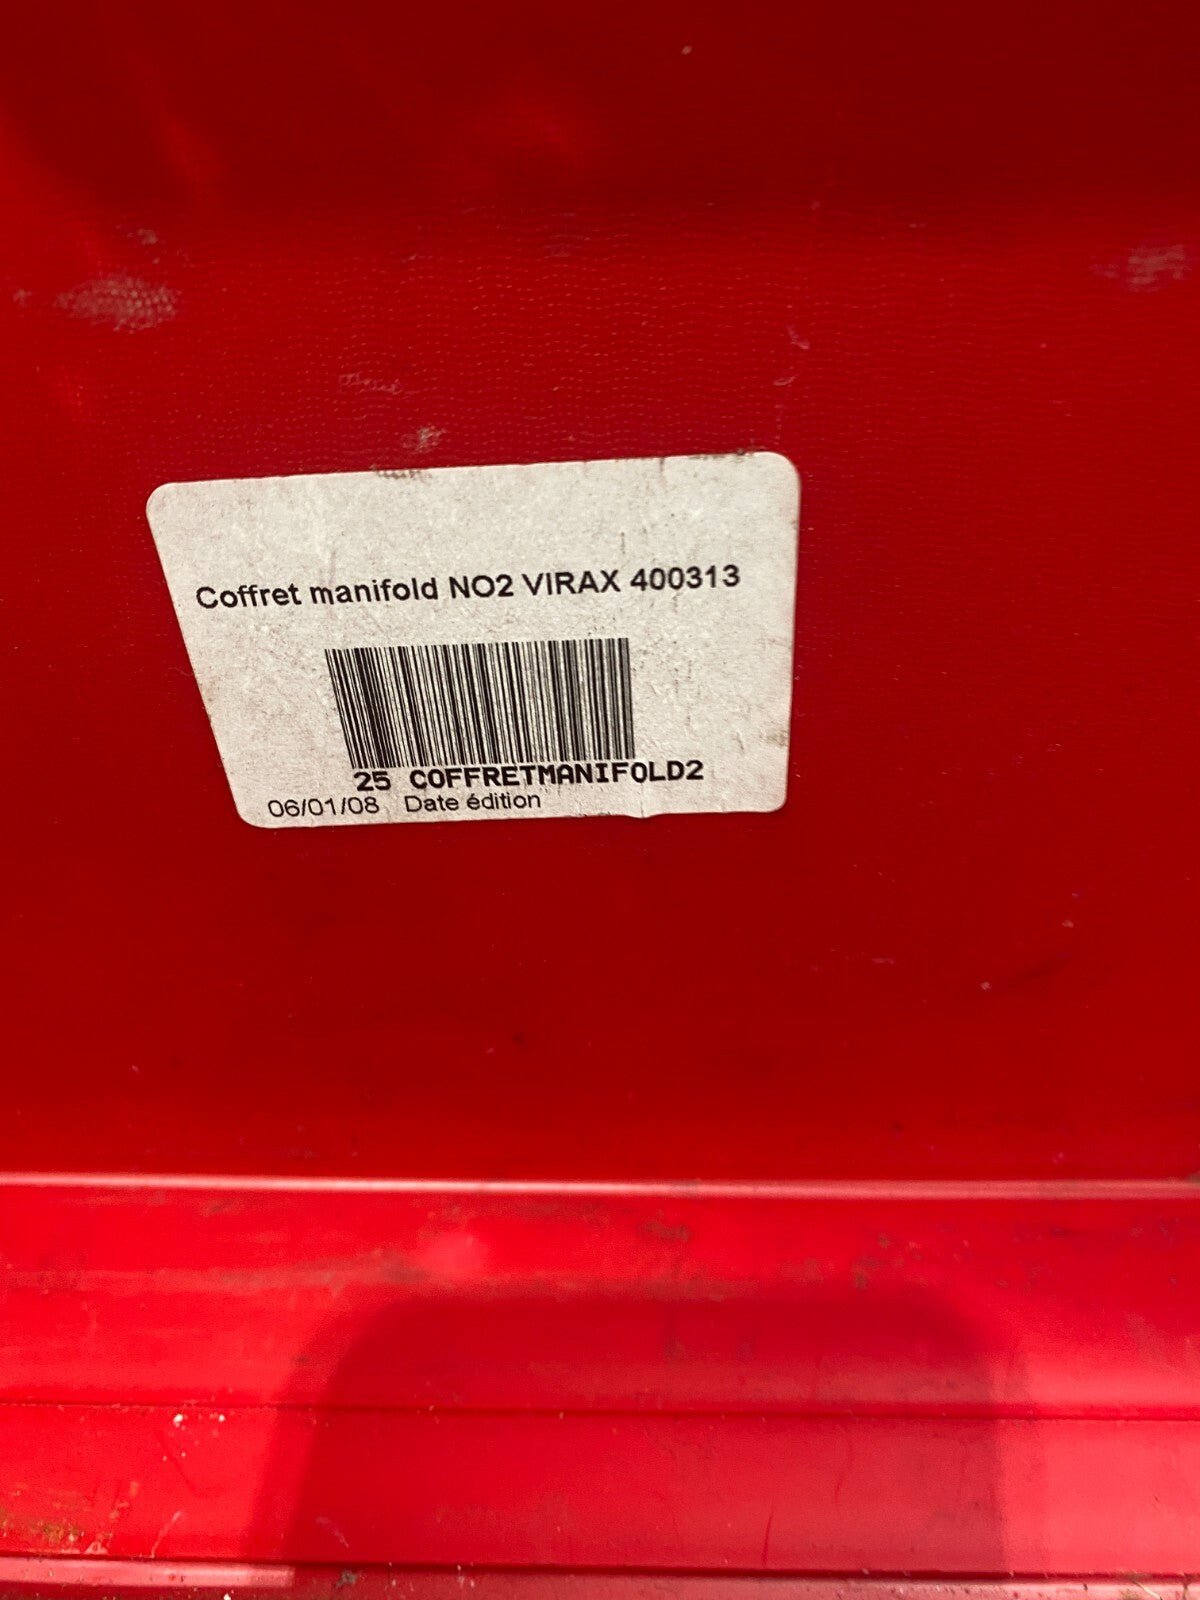 Coffret manifold NO2 VIRAX 400313
25 COFFRETMANIFOLD2
06/01/08 Date édition